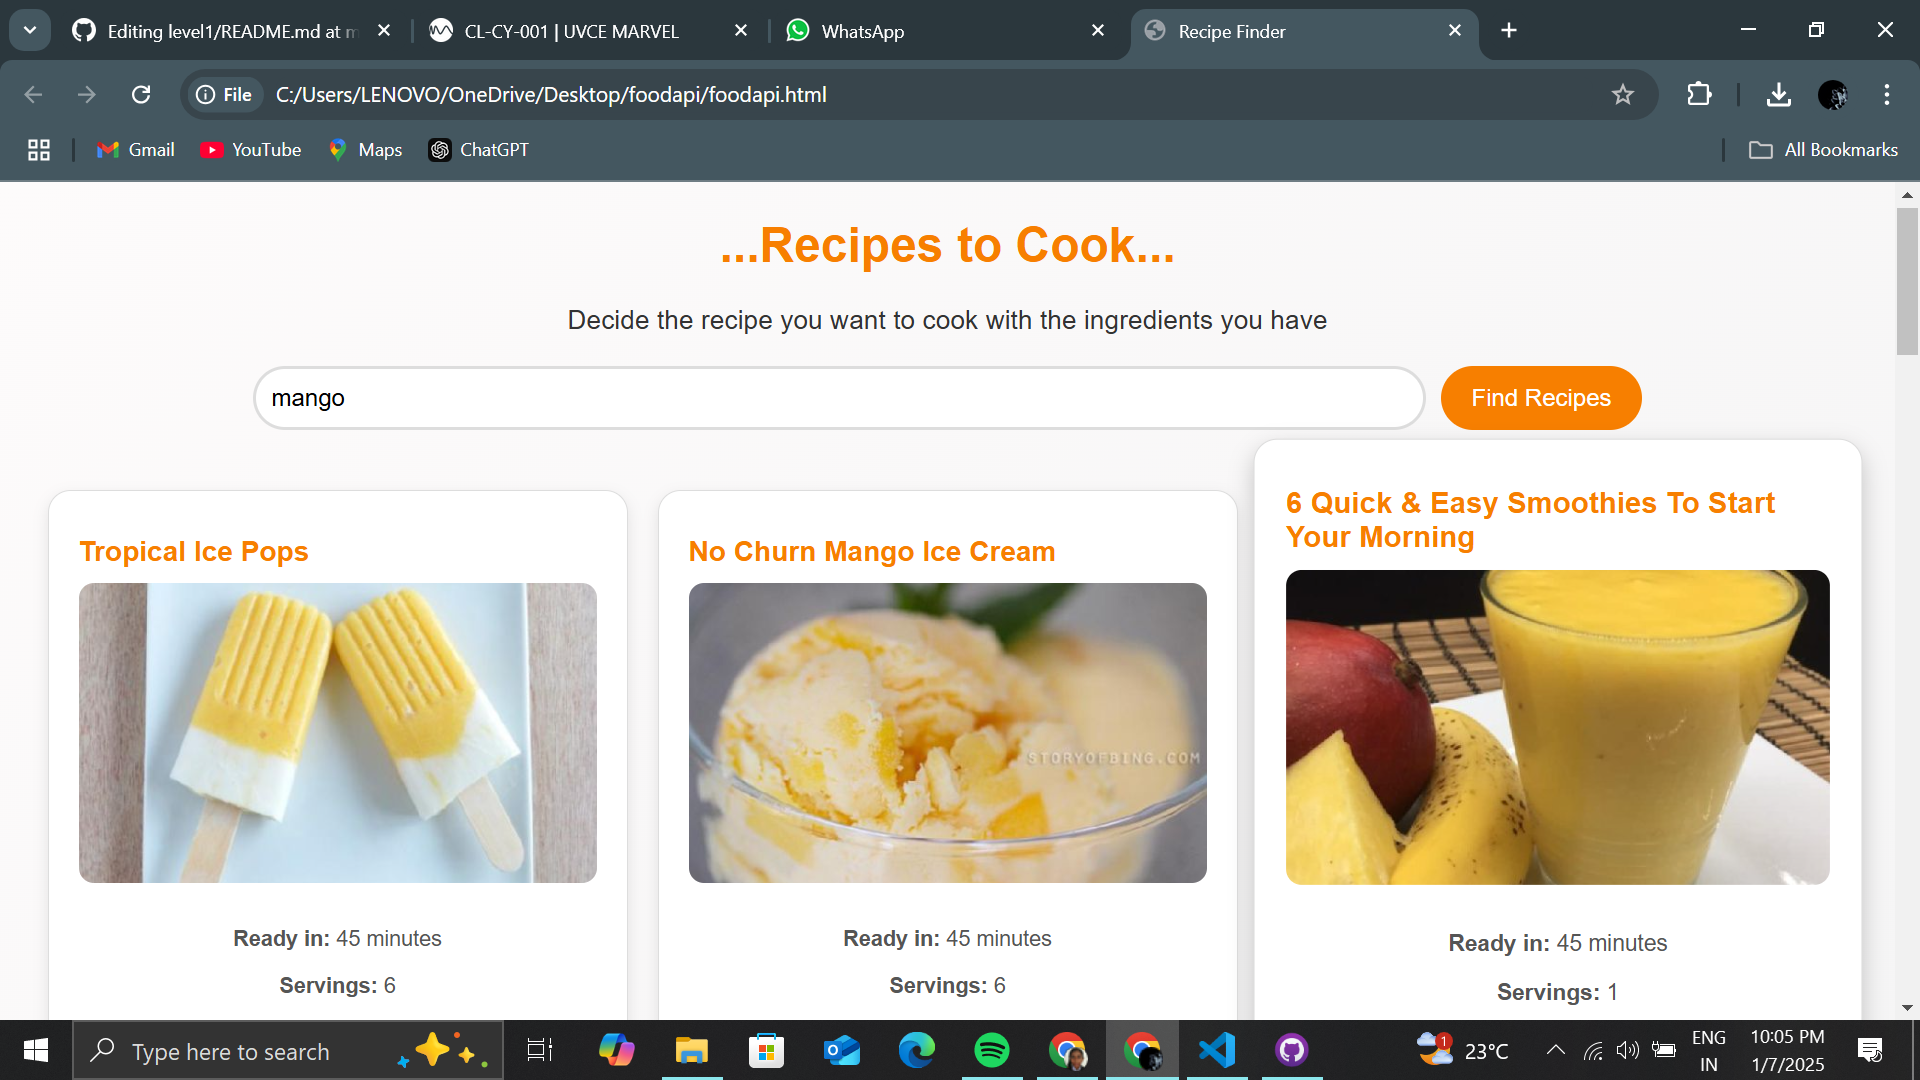 Editing level1/README.md at m
CL-CY-001 | UVCE MARVEL
WhatsApp
Recipe Finder
File
C:/Users/LENOVO/OneDrive/Desktop/foodapi/foodapi.html
Gmail
YouTube
Maps
ChatGPT
All Bookmarks
...Recipes to Cook...
Decide the recipe you want to cook with the ingredients you have
mango
Find Recipes
Tropical Ice Pops
Ready in: 45 minutes
Servings: 6
No Churn Mango Ice Cream
STORYOFBING.COM
Ready in: 45 minutes
Servings: 6
6 Quick & Easy Smoothies To Start
Your Morning
Ready in: 45 minutes
Servings: 1
Type here to search
1
23°C
ENG
IN
10:05 PM
1/7/2025